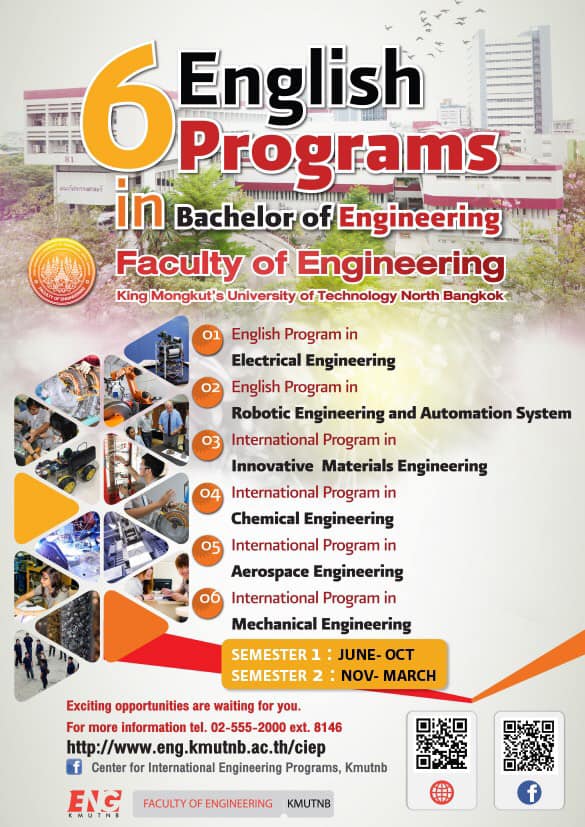 6 English
Programs
in Bachelor of Engineering
Faculty of Engineering
King Mongkut's University of Technology North Bangkok
FACULTY OF ENGINEERING
81
01 English Program in
Electrical Engineering
02 English Program in
Robotic Engineering and Automation System
03 International Program in
Innovative Materials Engineering
04 International Program in
Chemical Engineering
05 International Program in
Aerospace Engineering
06 International Program in
Mechanical Engineering
SEMESTER 1 : JUNE- OCT
SEMESTER 2 : NOV- MARCH
Exciting opportunities are waiting for you.
For more information tel. 02-555-2000 ext. 8146
http://www.eng.kmutnb.ac.th/ciep
f Center for International Engineering Programs, Kmutnb
f
ENG
KMUTNB
FACULTY OF ENGINEERING KMUTNB